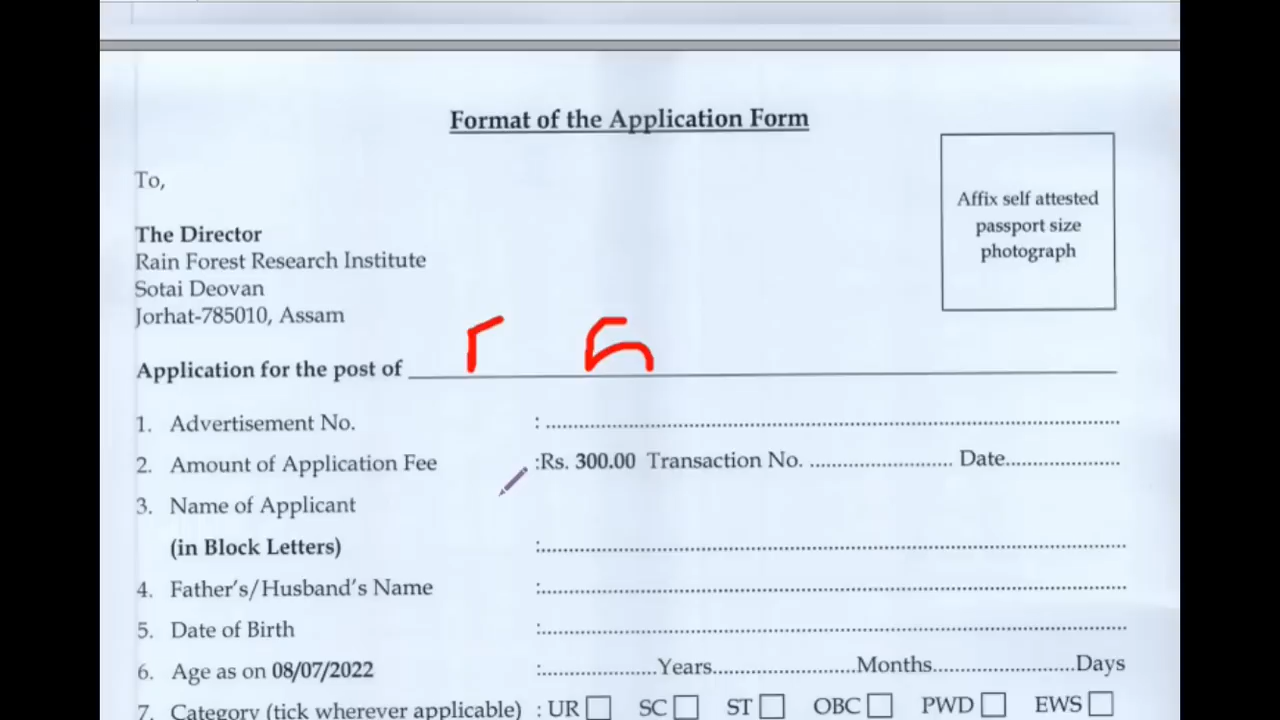 Format of the Application Form
Affix self attested
passport size
photograph
To,
The Director
Rain Forest Research Institute
Sotai Deovan
Jorhat-785010, Assam
Application for the post of ____________
1. Advertisement No. : ....................
2. Amount of Application Fee :Rs. 300.00 Transaction No. .................... Date....................
3. Name of Applicant
(in Block Letters) :....................
4. Father's/Husband's Name :....................
5. Date of Birth :....................
6. Age as on 08/07/2022 :....................Years....................Months....................Days
7. Category (tick wherever applicable) : UR SC ST OBC PWD EWS